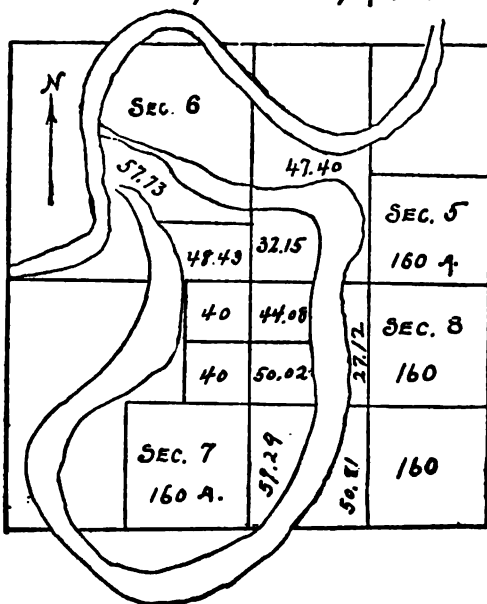 N
SEC. 6
57.73
47.40
SEC. 5
160 A.
48.49
32.15
40
44.08
SEC. 8
160
27.12
40
50.02
SEC. 7
160 A.
59.29
50.81
160